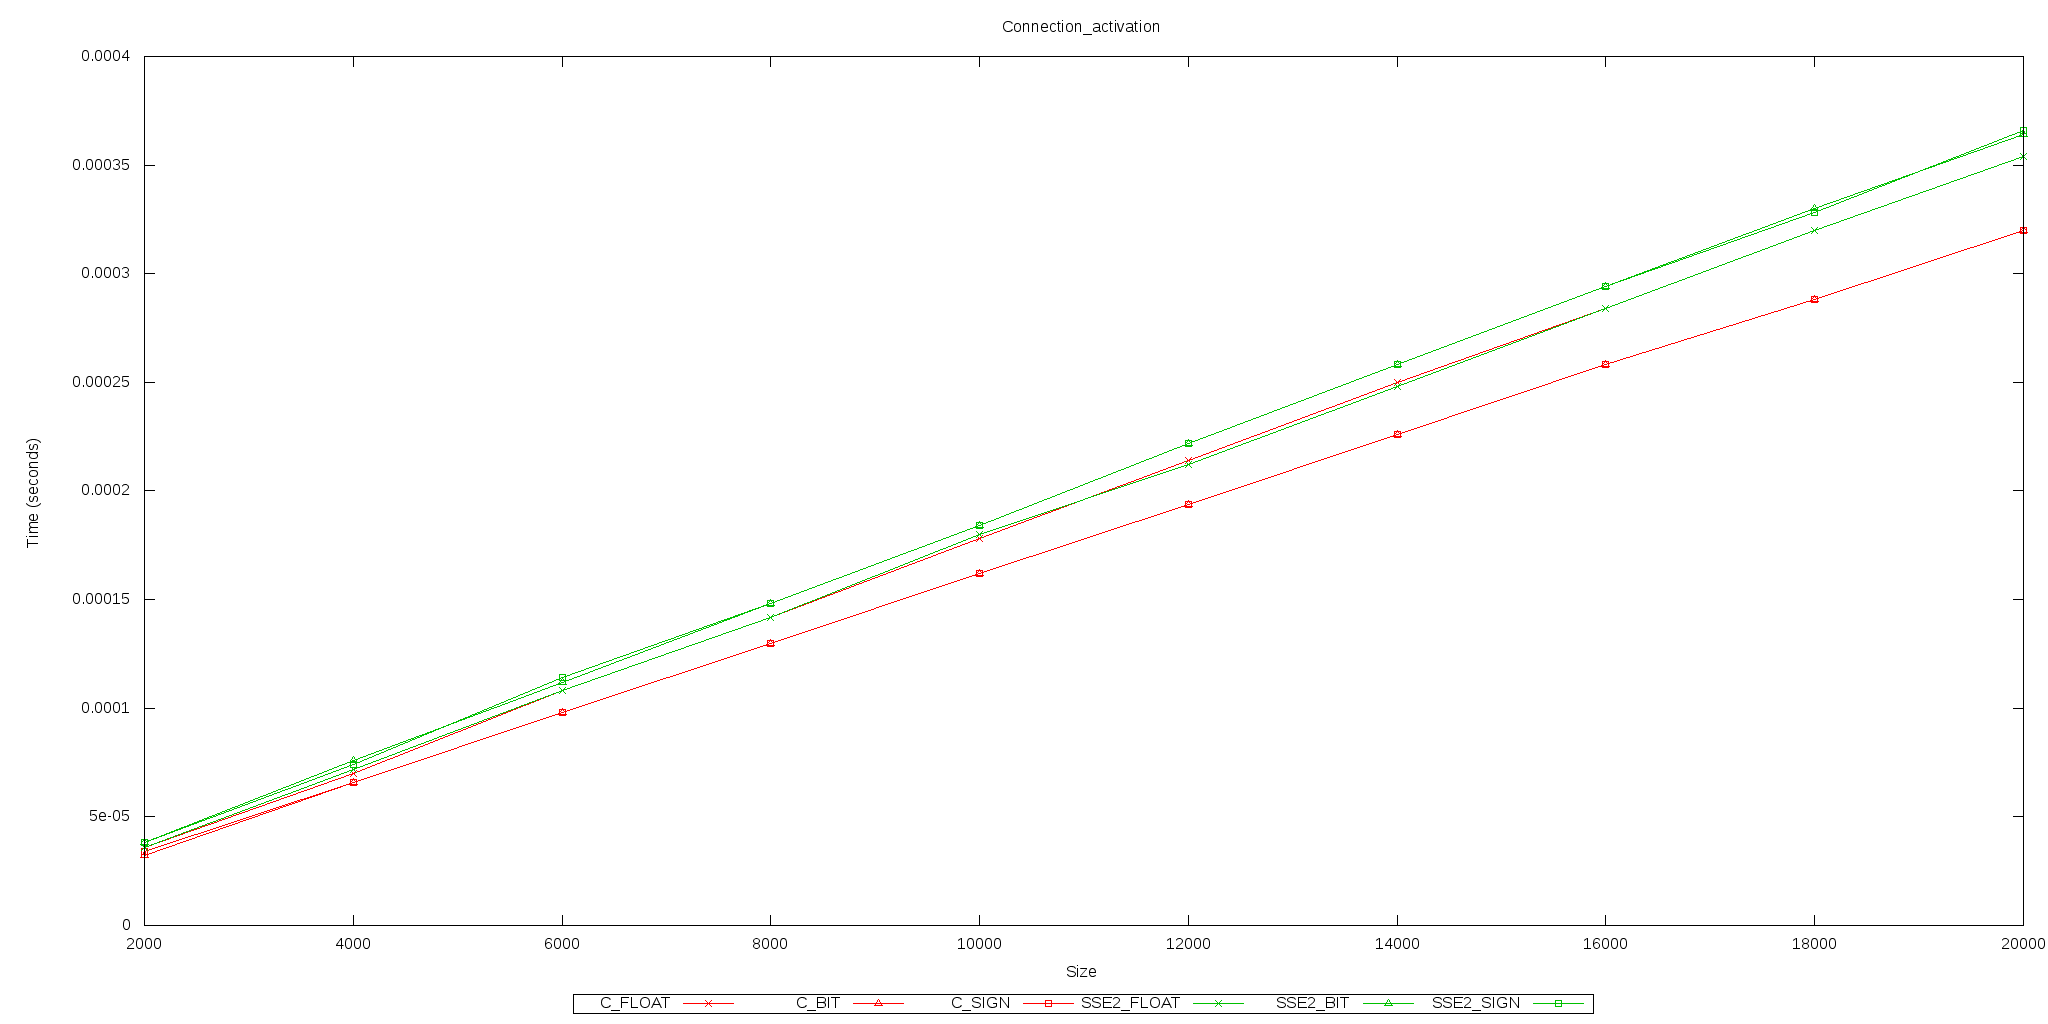 Connection_activation
0.0004
0.00035
0.0003
0.00025
0.0002
0.00015
0.0001
5e-05
0
Time (seconds)
2000 4000 6000 8000 10000 12000 14000 16000 18000 20000
Size
C_FLOAT C_BIT C_SIGN SSE2_FLOAT SSE2_BIT SSE2_SIGN